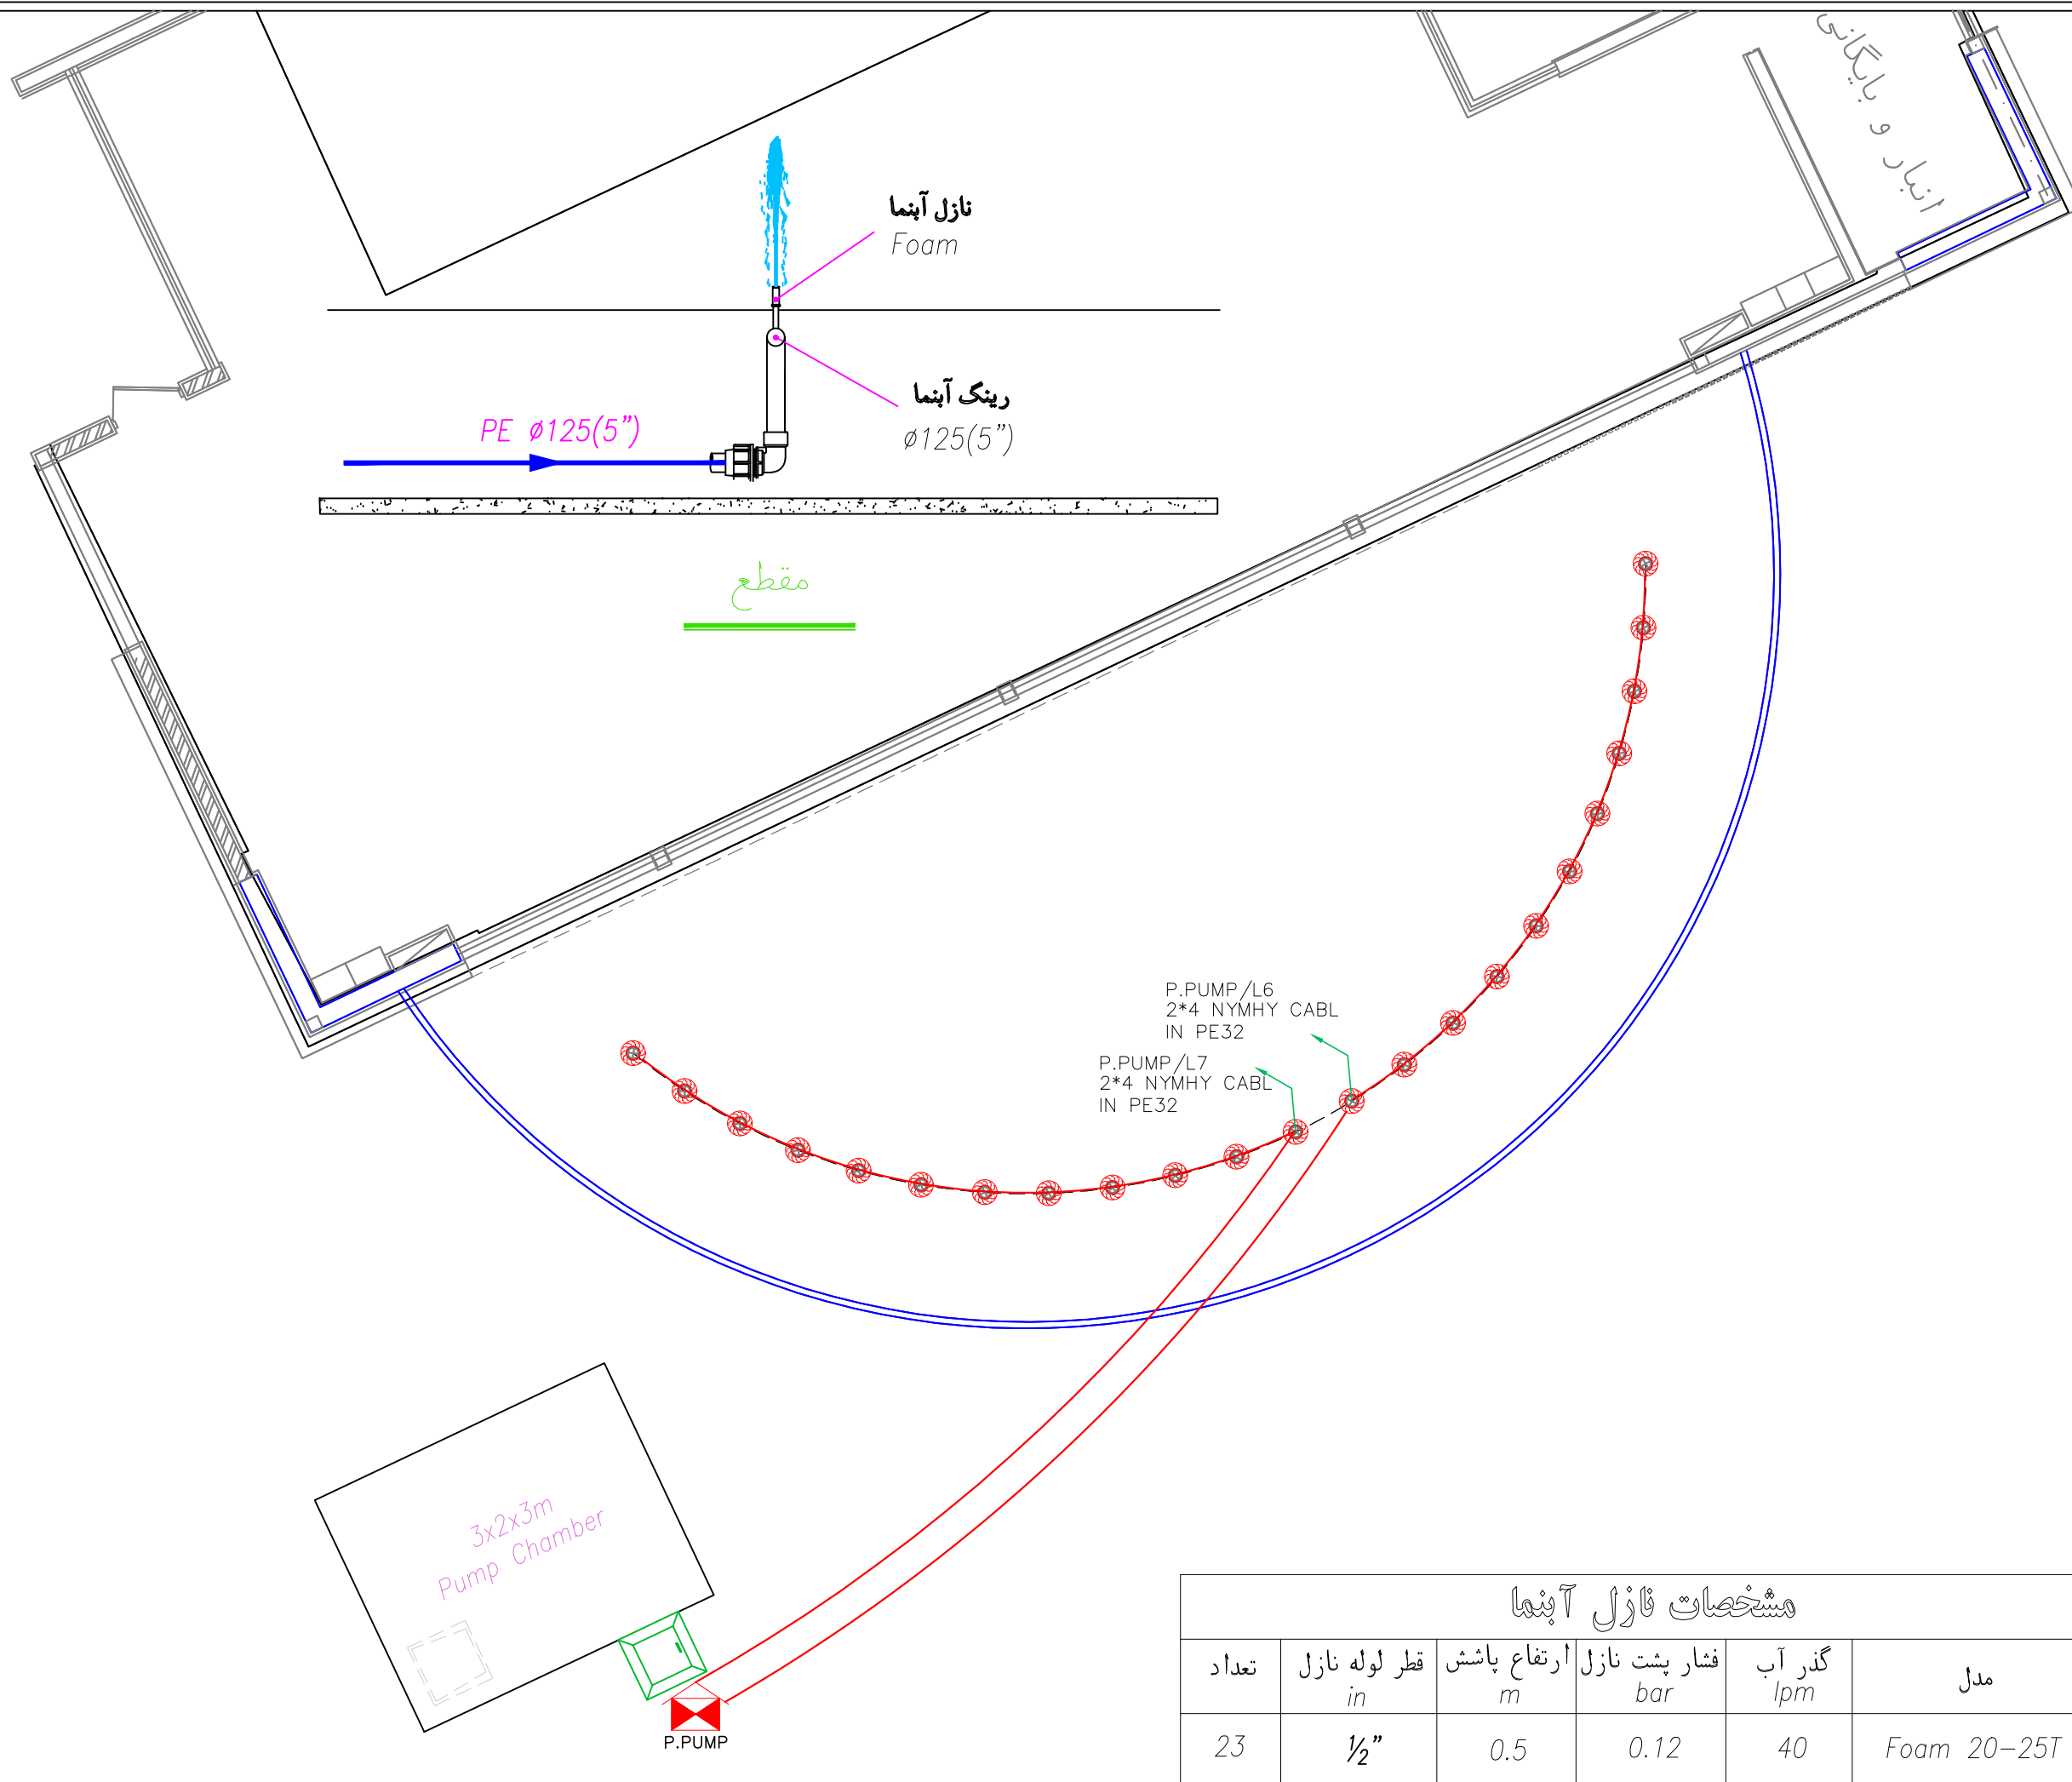 انبار و بایگانی
نازل آبنما
Foam
رینگ آبنما
ø125(5”)
PE ø125(5”)
مقطع
P.PUMP/L6
2*4 NYMHY CABL
IN PE32
P.PUMP/L7
2*4 NYMHY CABL
IN PE32
3x2x3m
Pump Chamber
P.PUMP
مشخصات نازل آبنما
تعداد
قطر لوله نازل
in
ارتفاع پاشش
m
فشار پشت نازل
bar
گذر آب
lpm
مدل
23
½”
0.5
0.12
40
Foam 20-25T